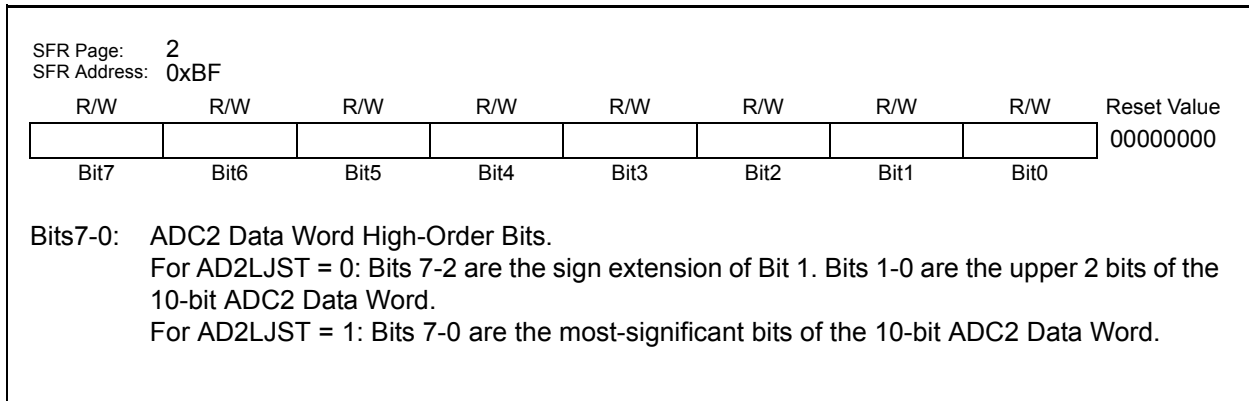 SFR Page: 2
SFR Address: 0xBF
R/W R/W R/W R/W R/W R/W R/W R/W Reset Value
00000000
Bit7 Bit6 Bit5 Bit4 Bit3 Bit2 Bit1 Bit0
Bits7-0: ADC2 Data Word High-Order Bits.
For AD2LJST = 0: Bits 7-2 are the sign extension of Bit 1. Bits 1-0 are the upper 2 bits of the
10-bit ADC2 Data Word.
For AD2LJST = 1: Bits 7-0 are the most-significant bits of the 10-bit ADC2 Data Word.